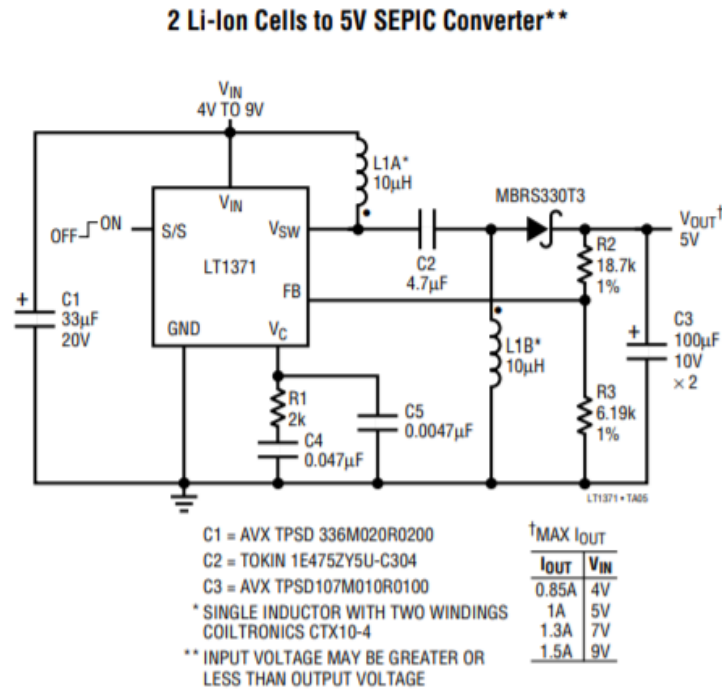 2 Li-Ion Cells to 5V SEPIC Converter**
VIN
4V TO 9V
L1A*
10µH
MBRS330T3
VIN
OFF
ON
S/S
VSW
LT1371
C2
4.7µF
VOUT†
5V
R2
18.7k
1%
FB
C1
33µF
20V
+
GND
VC
L1B*
10µH
+
C3
100µF
10V
× 2
R1
2k
C4
0.047µF
C5
0.0047µF
R3
6.19k
1%
LT1371 • TA05
C1 = AVX TPSD 336M020R0200
C2 = TOKIN 1E475ZY5U-C304
C3 = AVX TPSD107M010R0100
* SINGLE INDUCTOR WITH TWO WINDINGS
COILTRONICS CTX10-4
** INPUT VOLTAGE MAY BE GREATER OR
LESS THAN OUTPUT VOLTAGE
†MAX IOUT
IOUT VIN
0.85A 4V
1A 5V
1.3A 7V
1.5A 9V